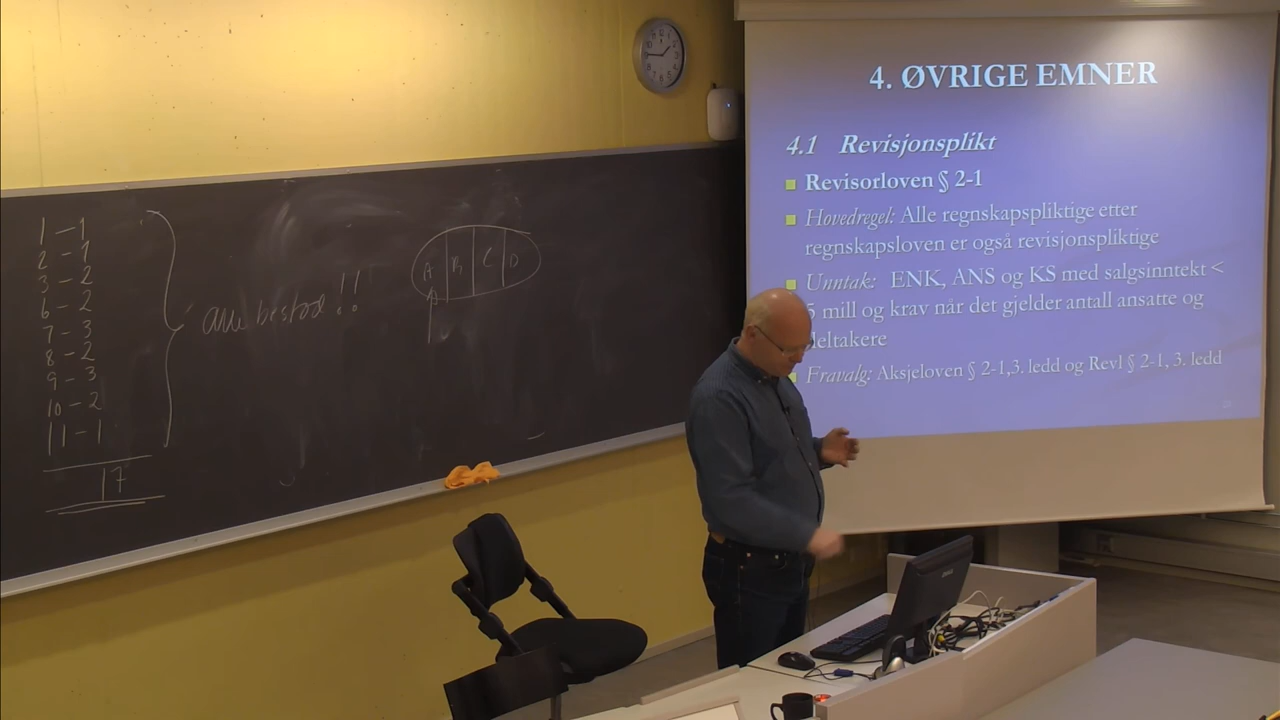 1 – 1
2 – 1
3 – 2
6 – 2
7 – 3
8 – 2
9 – 3
10 – 2
11 – 1
17
bestod !!
A B C D
4. ØVRIGE EMNER
4.1 Revisjonsplikt
Revisorloven § 2-1
Hovedregel: Alle regnskapspliktige etter
regnskapsloven er også revisjonspliktige
Unntak: ENK, ANS og KS med salgsinntekt <
5 mill og krav når det gjelder antall ansatte og
deltakere
Fravalg: Aksjeloven § 2-1,3. ledd og Revl § 2-1, 3. ledd